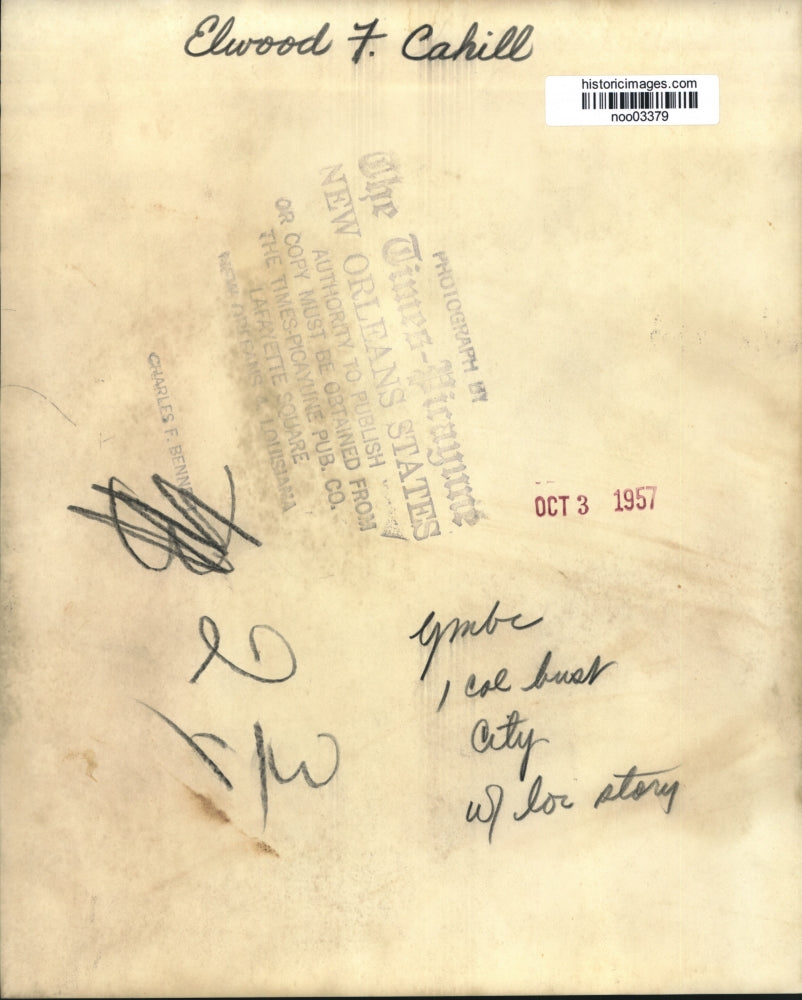 Elwood F. Cahill
historicimages.com
noo03379
PHOTOGRAPH BY
The Times-Picayune
NEW ORLEANS STATES
AUTHORITY TO PUBLISH
OR COPY MUST BE OBTAINED FROM
THE TIMES-PICAYUNE PUB. CO.
LAFAYETTE SQUARE
NEW ORLEANS LOUISIANA
CHARLES F. BENN
OCT 3 1957
ymbc
1 col bust
City
w/ loc story